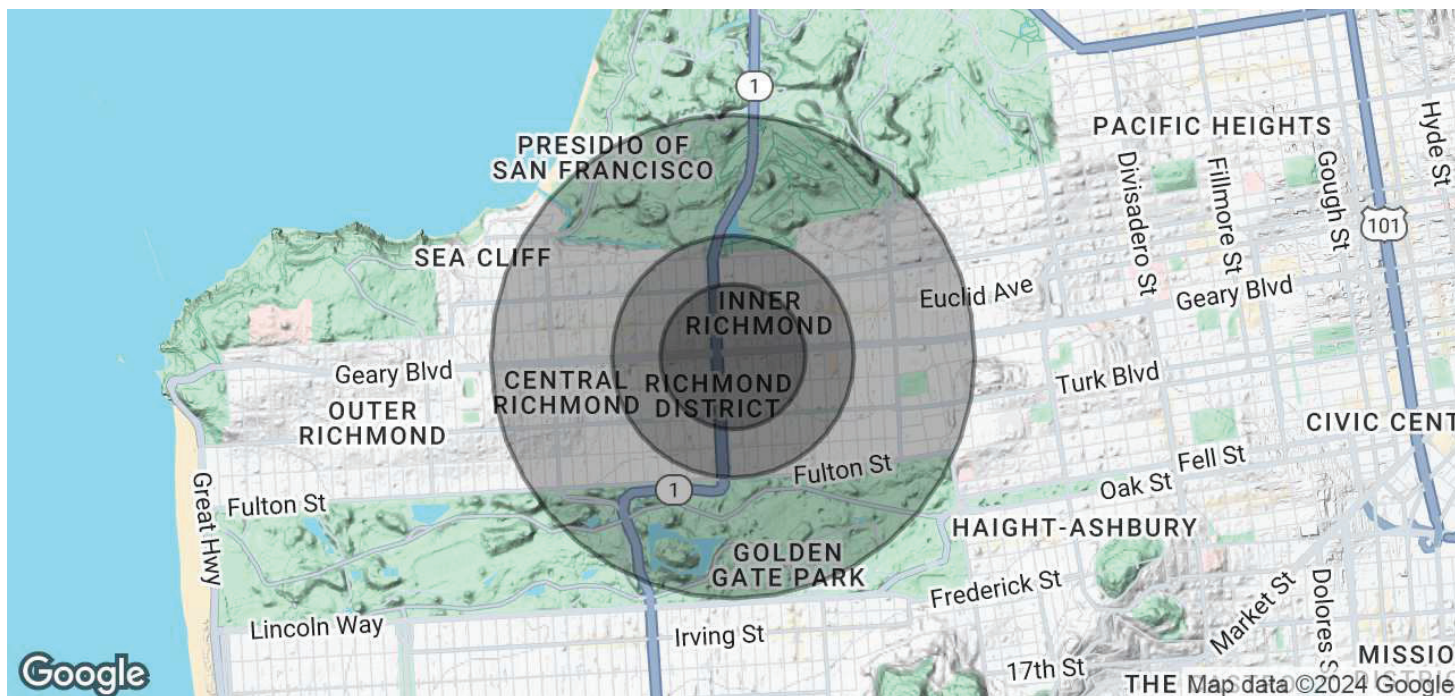 1
PRESIDIO OF
SAN FRANCISCO
PACIFIC HEIGHTS
Hyde St
Divisadero St
Fillmore St
Gough St
101
SEA CLIFF
INNER
RICHMOND
Euclid Ave
Geary Blvd
Geary Blvd
CENTRAL
RICHMOND
RICHMOND
DISTRICT
Turk Blvd
OUTER
RICHMOND
CIVIC CENT
Great Hwy
Fulton St
1
Fulton St
Fell St
Oak St
HAIGHT-ASHBURY
GOLDEN
GATE PARK
Frederick St
Market St
Dolores S
Lincoln Way
Irving St
17th St
MISSIO
THE
Google
Map data ©2024 Google